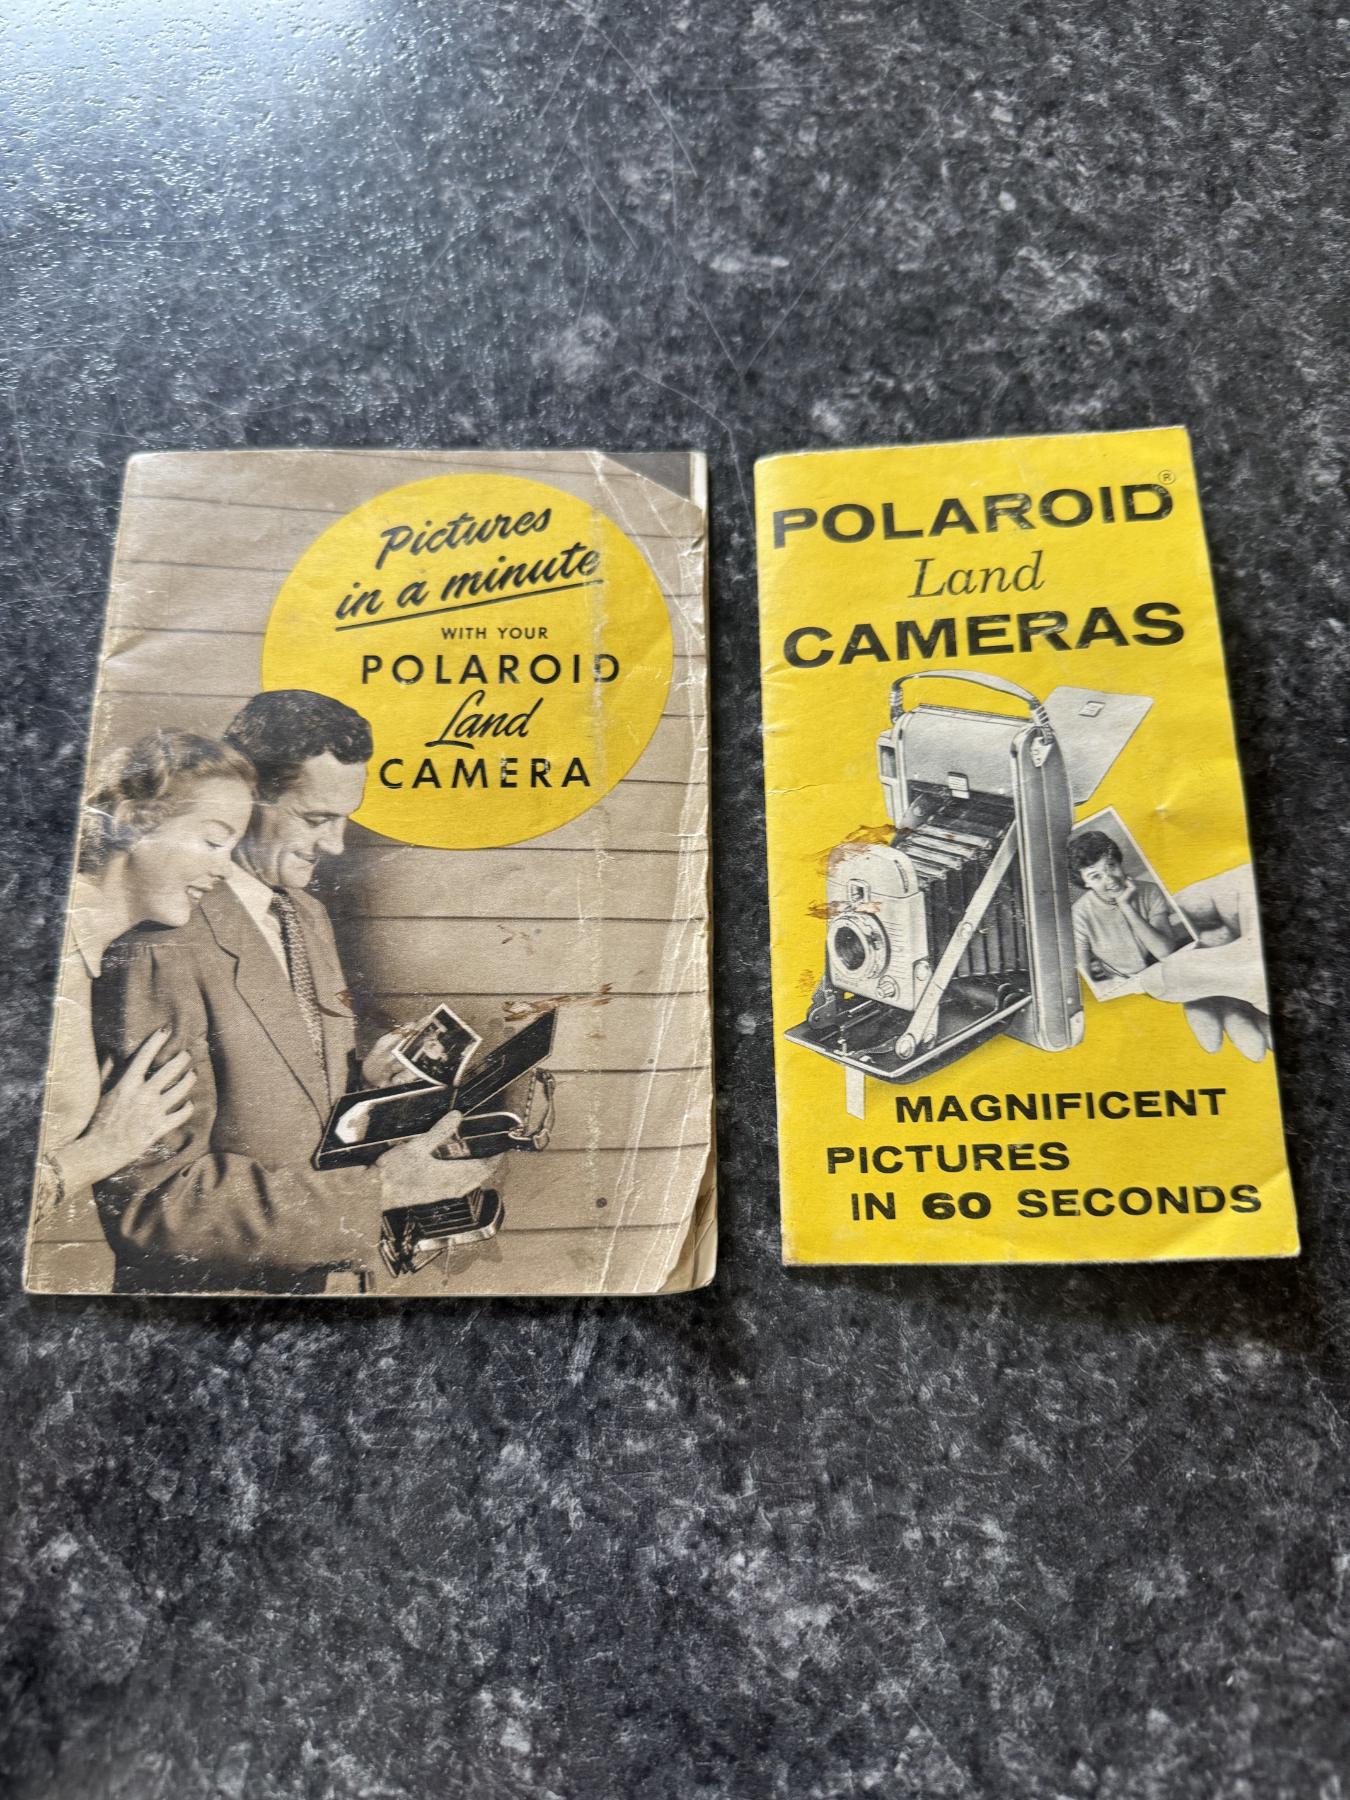 Pictures
in a minute
WITH YOUR
POLAROID
Land
CAMERA
POLAROID®
Land
CAMERAS
MAGNIFICENT
PICTURES
IN 60 SECONDS